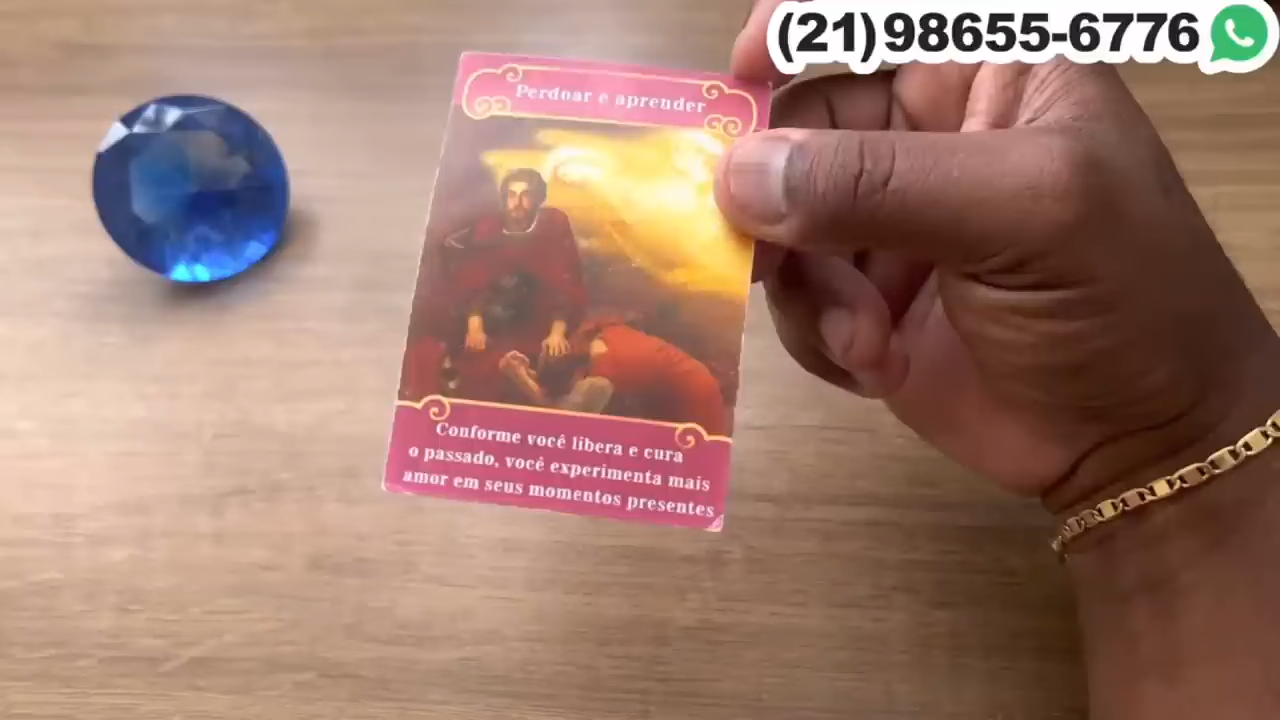 (21)98655-6776
Perdoar e aprender
Conforme você libera e cura
o passado, você experimenta mais
amor em seus momentos presentes